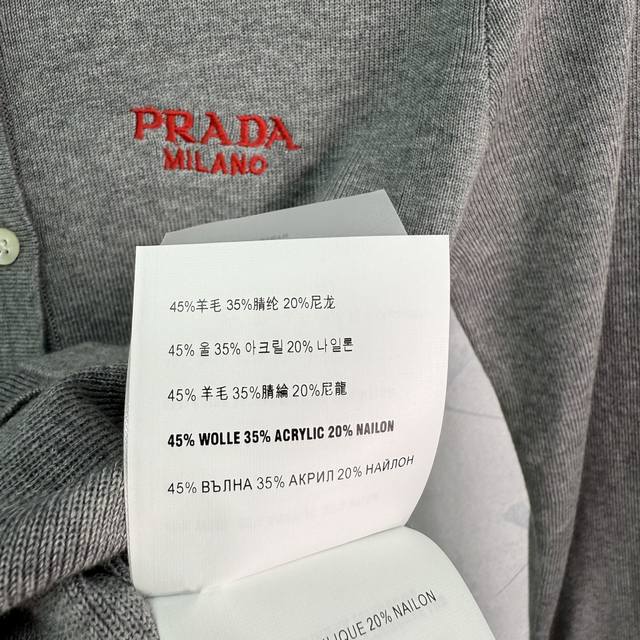 PRADA
MILANO
45%羊毛 35%腈纶 20%尼龙
45% 울 35% 아크릴 20% 나일론
45% 羊毛 35%腈綸 20%尼龍
45% WOLLE 35% ACRYLIC 20% NAILON
45% ВЪЛНА 35% АКРИЛ 20% НАЙЛОН
20% NAILON